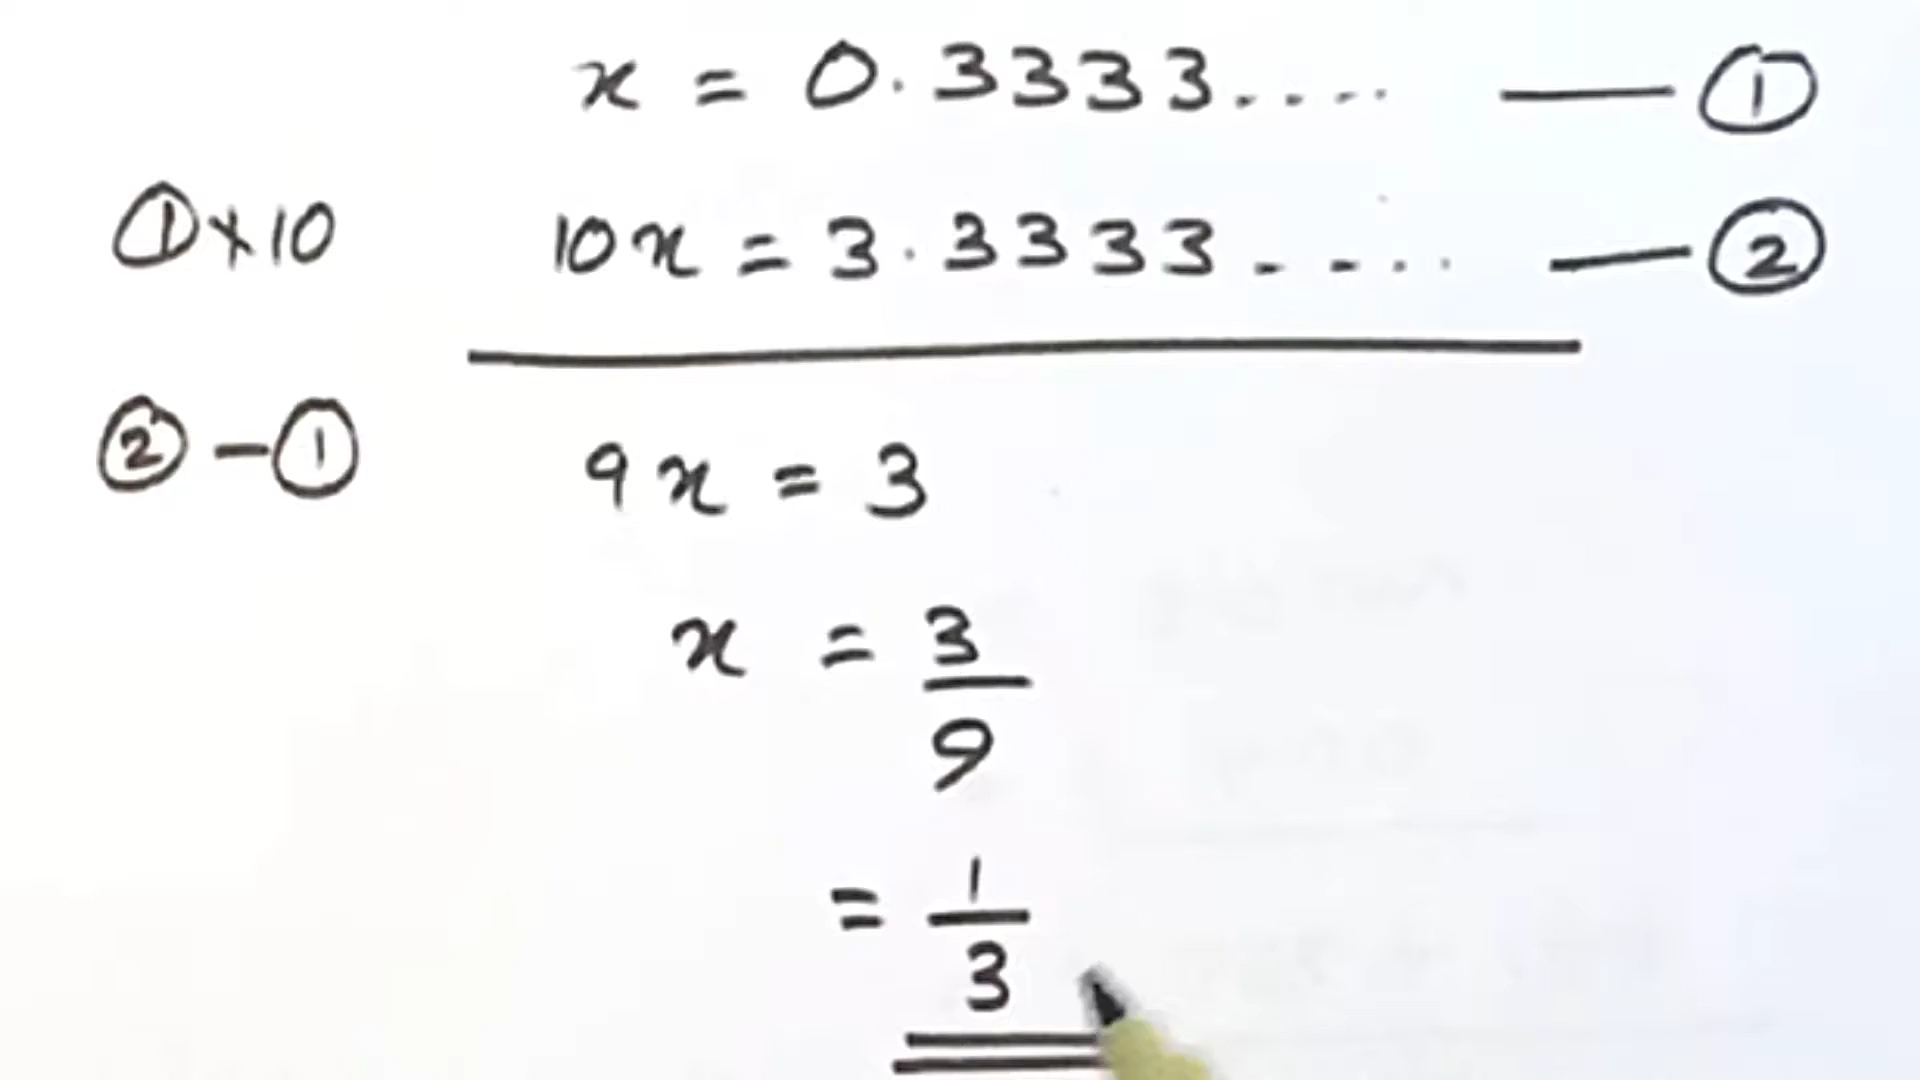 x = 0.3333.... — ①
①×10 10x = 3.3333.... — ②
②-① 9x = 3
x = 3/9
= 1/3